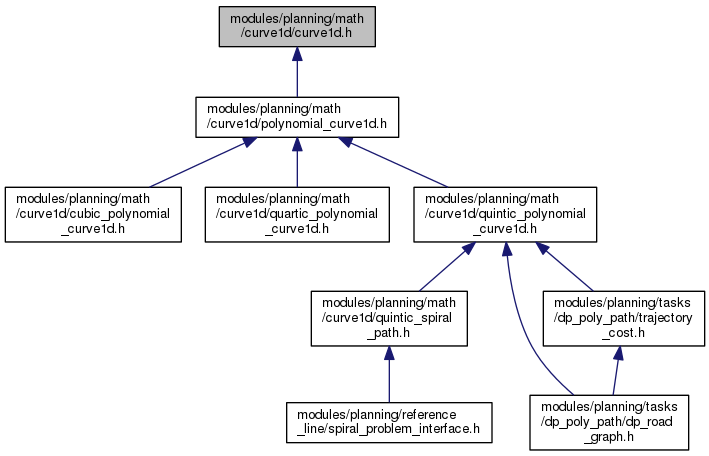 modules/planning/math
/curve1d/curve1d.h
modules/planning/math
/curve1d/polynomial_curve1d.h
modules/planning/math
/curve1d/cubic_polynomial
_curve1d.h
modules/planning/math
/curve1d/quartic_polynomial
_curve1d.h
modules/planning/math
/curve1d/quintic_polynomial
_curve1d.h
modules/planning/math
/curve1d/quintic_spiral
_path.h
modules/planning/tasks
/dp_poly_path/trajectory
_cost.h
modules/planning/reference
_line/spiral_problem_interface.h
modules/planning/tasks
/dp_poly_path/dp_road
_graph.h